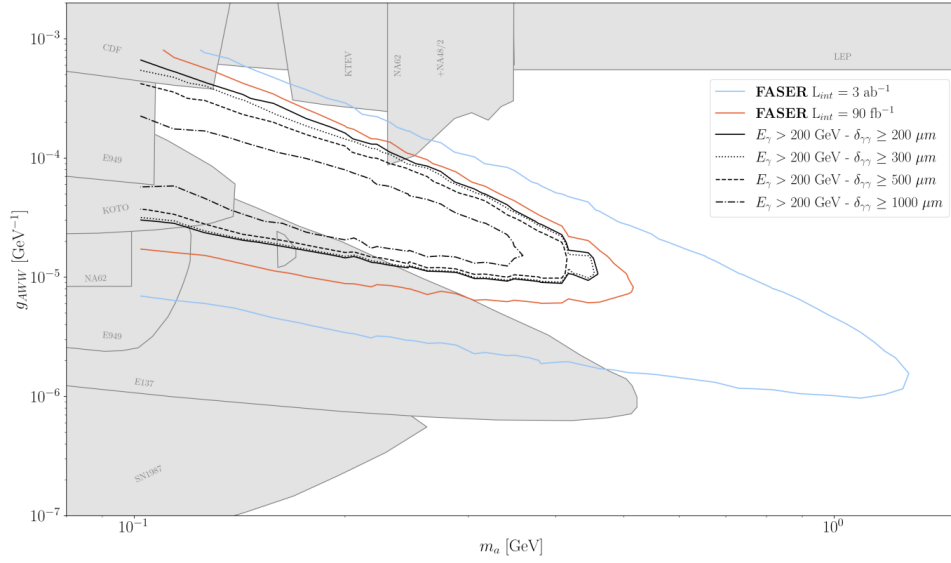 10⁻³
10⁻⁴
10⁻⁵
10⁻⁶
10⁻⁷
g_AWW [GeV⁻¹]
CDF
KTEV
NA62
+NA48/2
LEP
E949
KOTO
NA62
E949
E137
SN1987
FASER L_int = 3 ab⁻¹
FASER L_int = 90 fb⁻¹
E_γ > 200 GeV - δ_γγ ≥ 200 μm
E_γ > 200 GeV - δ_γγ ≥ 300 μm
E_γ > 200 GeV - δ_γγ ≥ 500 μm
E_γ > 200 GeV - δ_γγ ≥ 1000 μm
10⁻¹
10⁰
m_a [GeV]